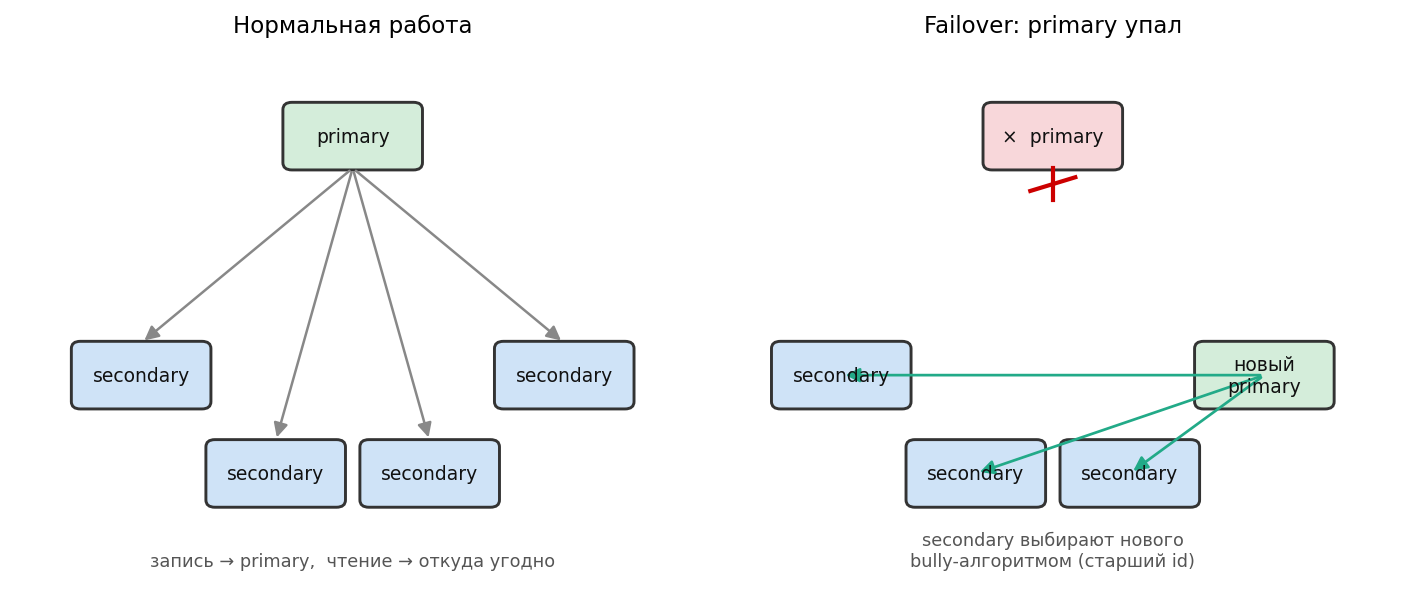 Нормальная работа
primary
secondary
secondary
secondary
secondary
запись → primary, чтение → откуда угодно
Failover: primary упал
× primary
secondary
новый
primary
secondary
secondary
secondary выбирают нового
bully-алгоритмом (старший id)